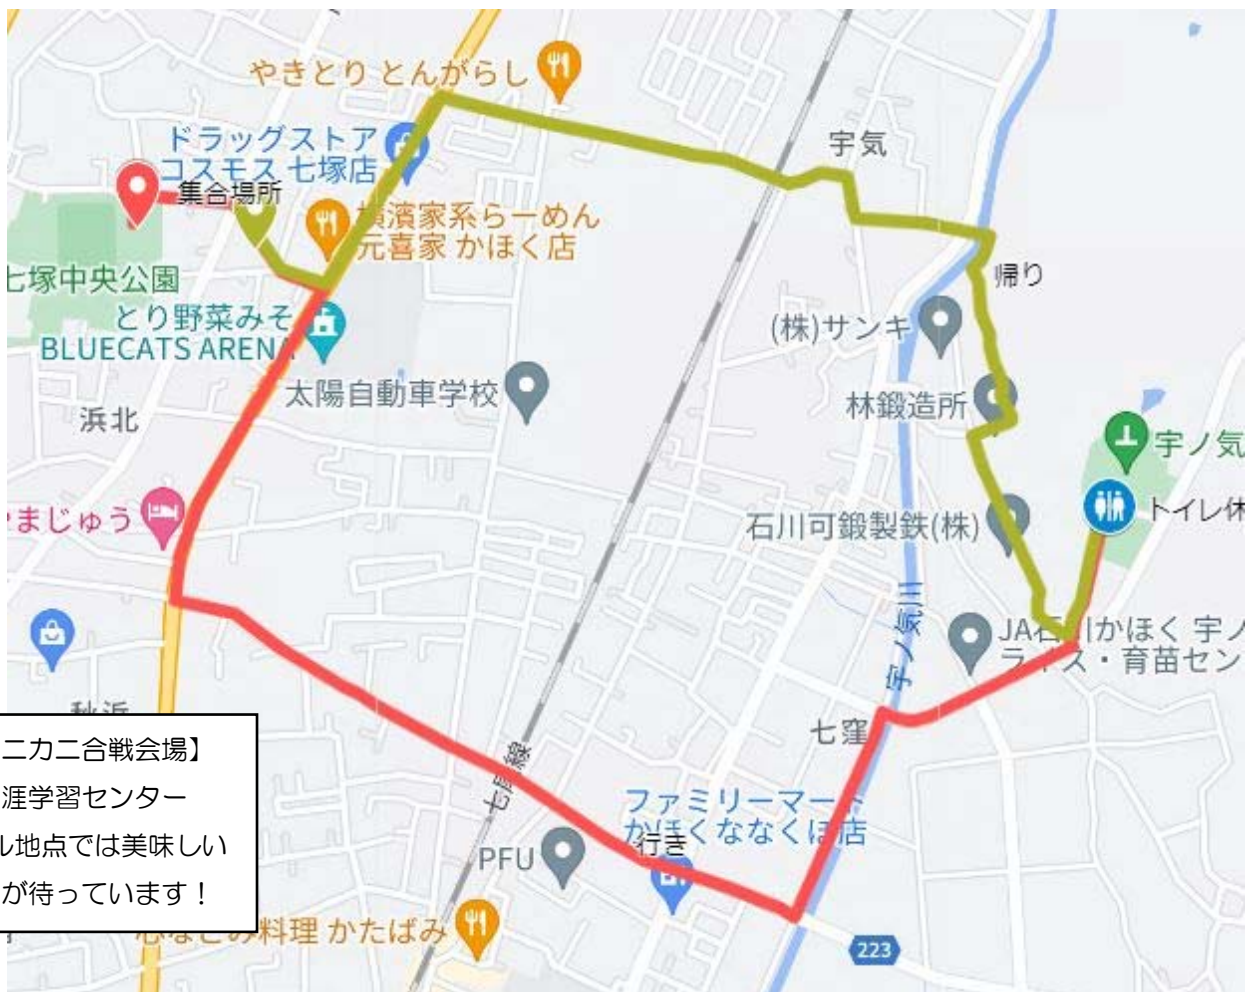 やきとり とんがらし
ドラッグストア
コスモス 七塚店
宇気
集合場所
横濱家系らーめん
元喜家 かほく店
七塚中央公園
帰り
とり野菜みそ
BLUECATS ARENA
(株)サンキ
太陽自動車学校
林鍛造所
浜北
宇ノ気
まじゅう
トイレ休
石川可鍛製鉄(株)
宇ノ気川
JA石川かほく 宇ノ
ライス・育苗セン
秋浜
七窪
ニカニ合戦会場】
涯学習センター
ル地点では美味しい
が待っています！
七尾線
ファミリーマート
かほくななくぼ店
行き
PFU
料理 かたばみ
223